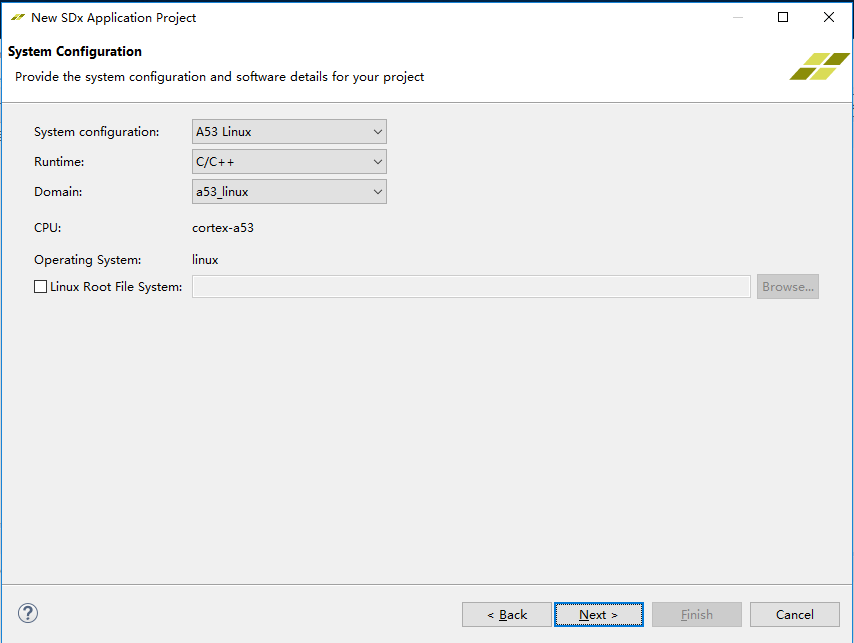 New SDx Application Project
System Configuration
Provide the system configuration and software details for your project
System configuration: A53 Linux
Runtime: C/C++
Domain: a53_linux
CPU: cortex-a53
Operating System: linux
Linux Root File System: Browse...
? < Back Next > Finish Cancel